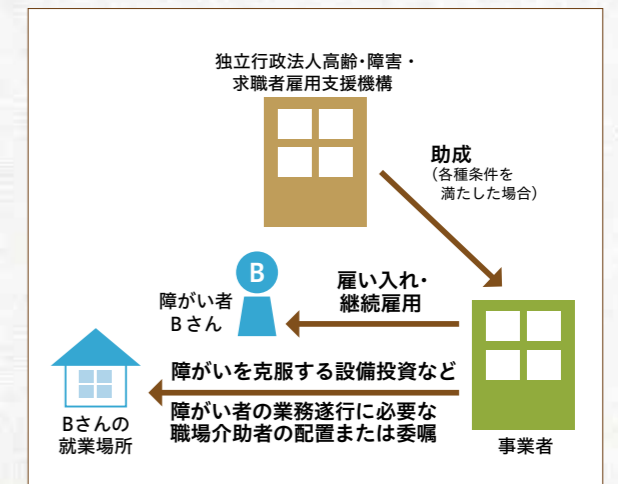 独立行政法人高齢・障害・
求職者雇用支援機構
助成
（各種条件を
満たした場合）
B
障がい者
Bさん
雇い入れ・
継続雇用
障がいを克服する設備投資など
障がい者の業務遂行に必要な
職場介助者の配置または委嘱
Bさんの
就業場所
事業者